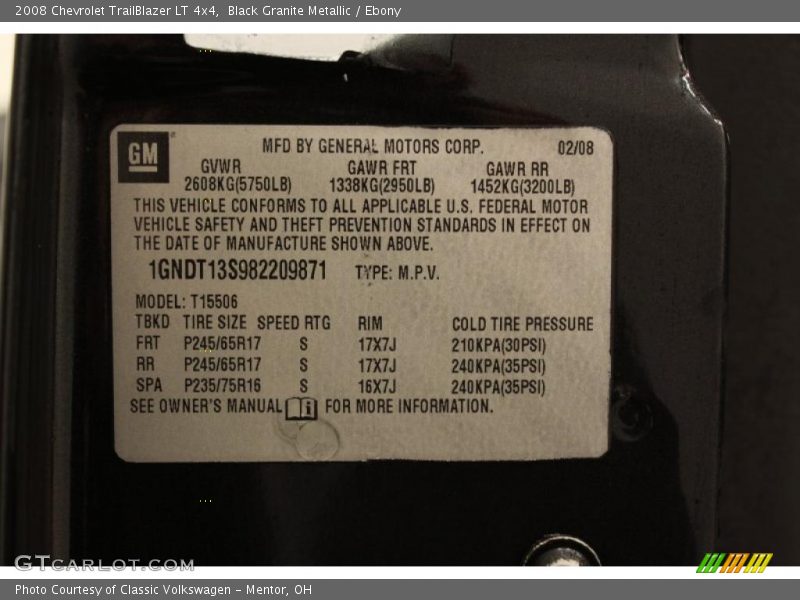 2008 Chevrolet TrailBlazer LT 4x4, Black Granite Metallic / Ebony
GM
MFD BY GENERAL MOTORS CORP. 02/08
GVWR GAWR FRT GAWR RR
2608KG(5750LB) 1338KG(2950LB) 1452KG(3200LB)
THIS VEHICLE CONFORMS TO ALL APPLICABLE U.S. FEDERAL MOTOR
VEHICLE SAFETY AND THEFT PREVENTION STANDARDS IN EFFECT ON
THE DATE OF MANUFACTURE SHOWN ABOVE.
1GNDT13S982209871 TYPE: M.P.V.
MODEL: T15506
TBKD TIRE SIZE SPEED RTG RIM COLD TIRE PRESSURE
FRT P245/65R17 S 17X7J 210KPA(30PSI)
RR P245/65R17 S 17X7J 240KPA(35PSI)
SPA P235/75R16 S 16X7J 240KPA(35PSI)
SEE OWNER'S MANUAL i FOR MORE INFORMATION.
GTCARLOT.COM
Photo Courtesy of Classic Volkswagen - Mentor, OH